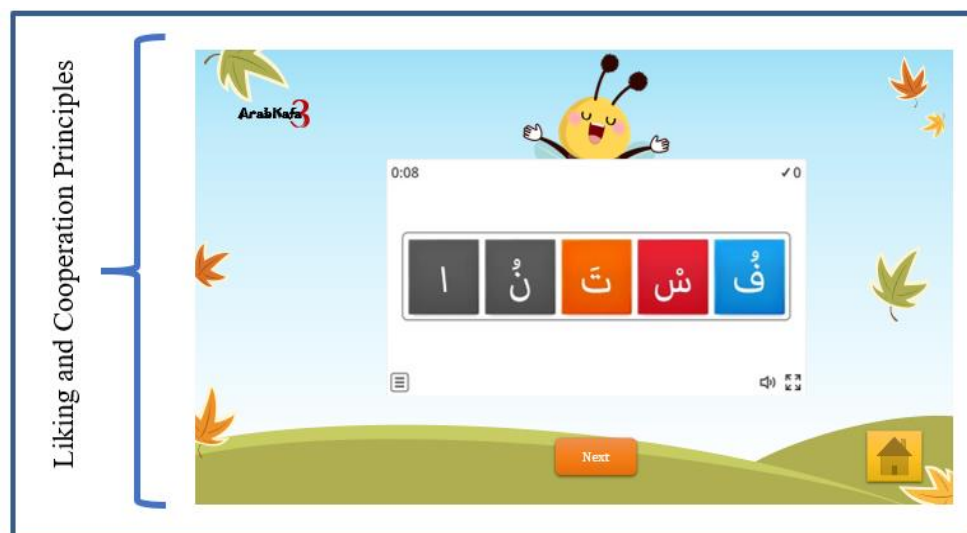 Liking and Cooperation Principles
ArabKafa3
0:08 ✓0
فُ سْ تَ نُ ا
Next